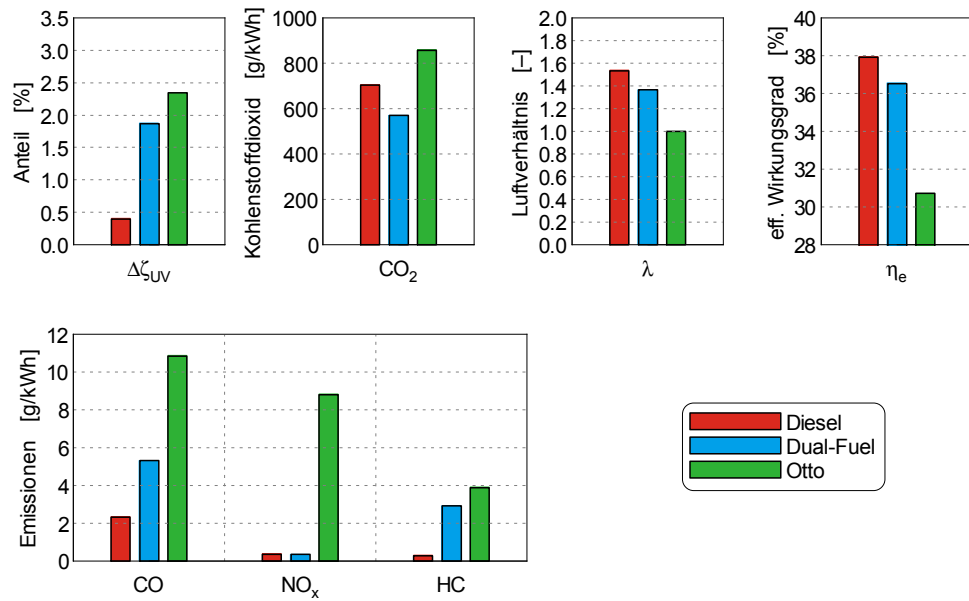 Anteil [%]
3.5
3.0
2.5
2.0
1.5
1.0
0.5
0.0
ΔζUV
Kohlenstoffdioxid [g/kWh]
1000
800
600
400
200
0
CO2
Luftverhältnis [–]
2.0
1.8
1.6
1.4
1.2
1.0
0.8
0.6
0.4
0.2
0.0
λ
eff. Wirkungsgrad [%]
40
38
36
34
32
30
28
ηe
Emissionen [g/kWh]
12
10
8
6
4
2
0
CO
NOx
HC
Diesel
Dual-Fuel
Otto